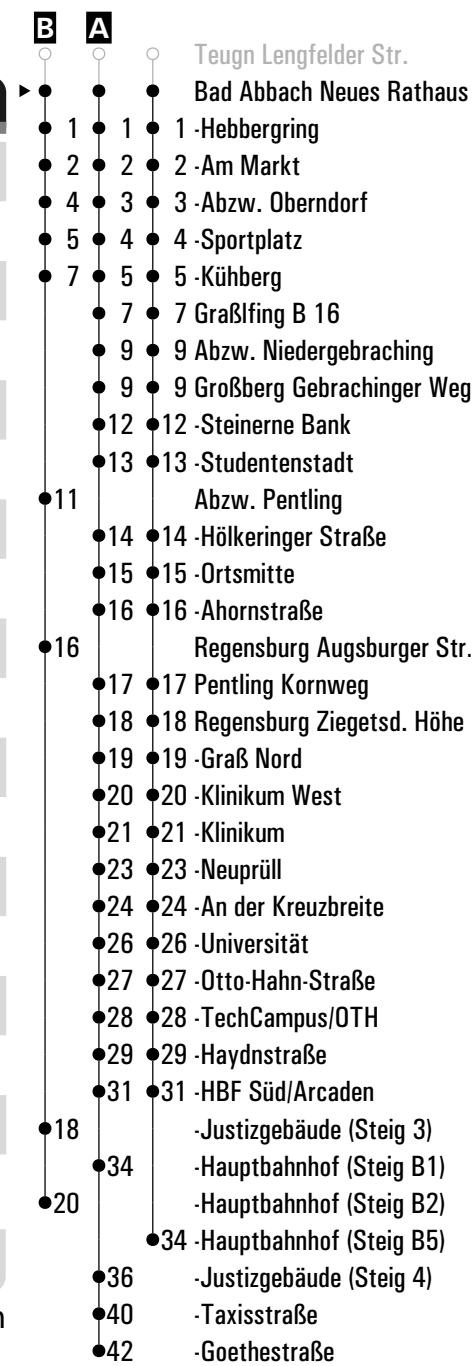 B A
Teugn Lengfelder Str.
Bad Abbach Neues Rathaus
1 1 1 -Hebbergring
2 2 2 -Am Markt
4 3 3 -Abzw. Oberndorf
5 4 4 -Sportplatz
7 5 5 -Kühberg
7 7 Graßlfing B 16
9 9 Abzw. Niedergebraching
9 9 Großberg Gebrachinger Weg
12 12 -Steinerne Bank
13 13 -Studentenstadt
11 Abzw. Pentling
14 14 -Hölkeringer Straße
15 15 -Ortsmitte
16 16 -Ahornstraße
16 Regensburg Augsburger Str.
17 17 Pentling Kornweg
18 18 Regensburg Ziegetsd. Höhe
19 19 -Graß Nord
20 20 -Klinikum West
21 21 -Klinikum
23 23 -Neuprüll
24 24 -An der Kreuzbreite
26 26 -Universität
27 27 -Otto-Hahn-Straße
28 28 -TechCampus/OTH
29 29 -Haydnstraße
31 31 -HBF Süd/Arcaden
18 -Justizgebäude (Steig 3)
34 -Hauptbahnhof (Steig B1)
20 -Hauptbahnhof (Steig B2)
34 -Hauptbahnhof (Steig B5)
36 -Justizgebäude (Steig 4)
40 -Taxisstraße
42 -Goethestraße